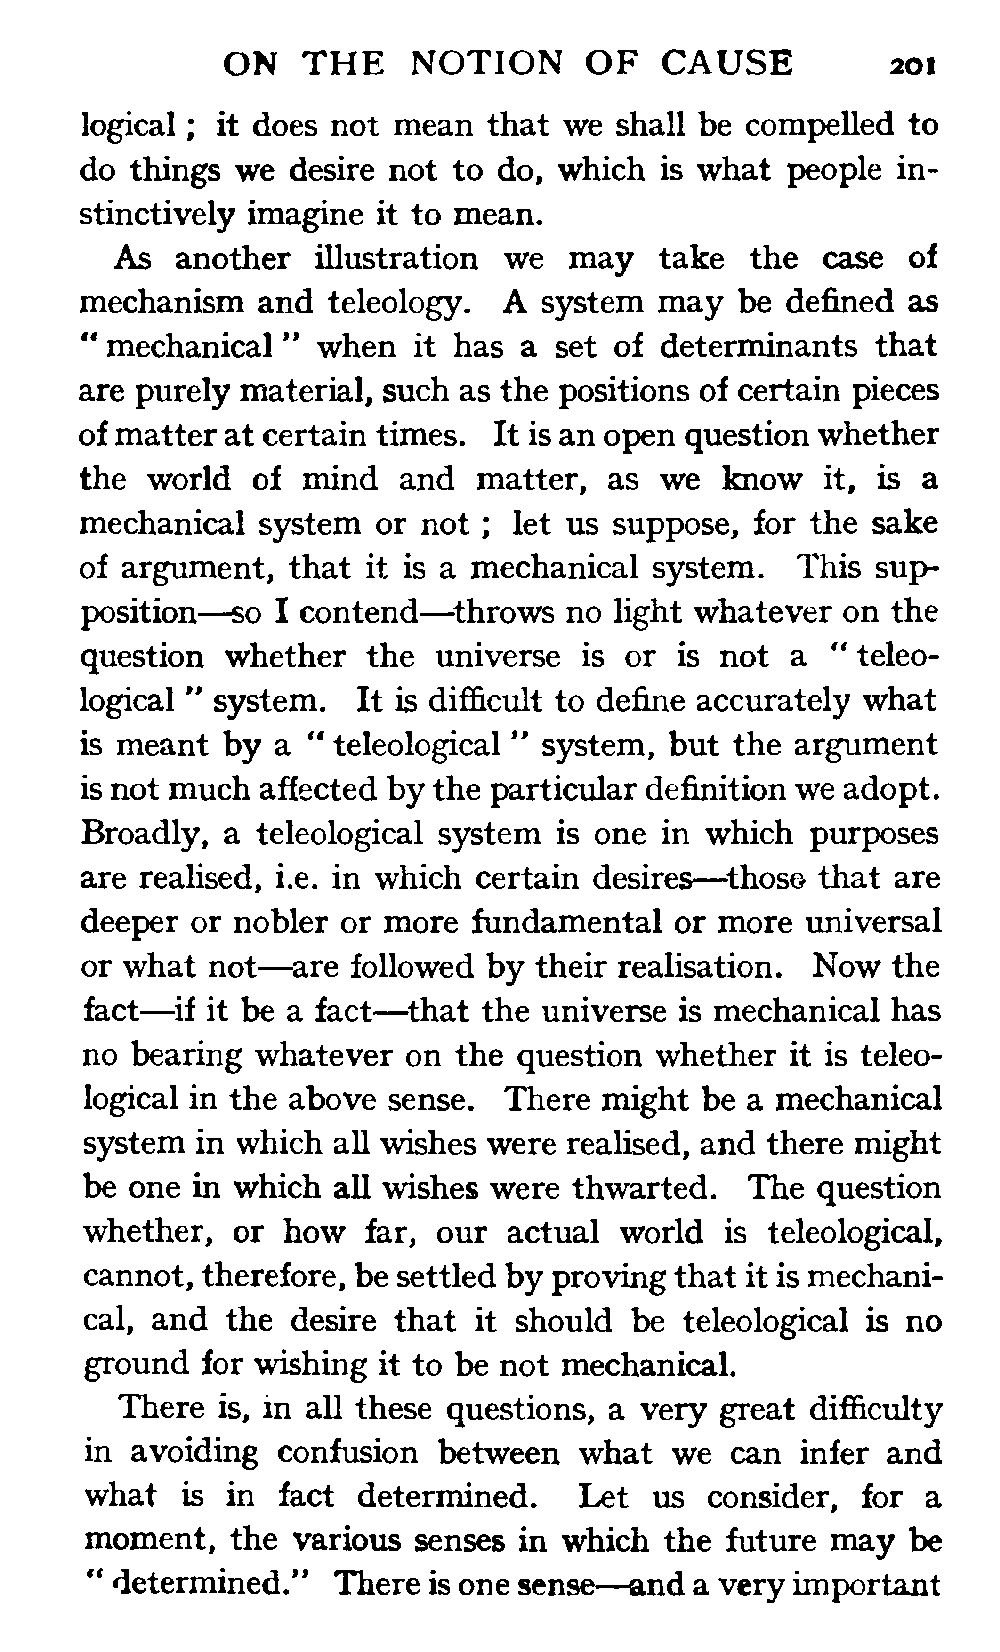 ON THE NOTION OF CAUSE 201
logical ; it does not mean that we shall be compelled to
do things we desire not to do, which is what people in-
stinctively imagine it to mean.
As another illustration we may take the case of
mechanism and teleology. A system may be defined as
“ mechanical ” when it has a set of determinants that
are purely material, such as the positions of certain pieces
of matter at certain times. It is an open question whether
the world of mind and matter, as we know it, is a
mechanical system or not ; let us suppose, for the sake
of argument, that it is a mechanical system. This sup-
position—so I contend—throws no light whatever on the
question whether the universe is or is not a “ teleo-
logical ” system. It is difficult to define accurately what
is meant by a “ teleological ” system, but the argument
is not much affected by the particular definition we adopt.
Broadly, a teleological system is one in which purposes
are realised, i.e. in which certain desires—those that are
deeper or nobler or more fundamental or more universal
or what not—are followed by their realisation. Now the
fact—if it be a fact—that the universe is mechanical has
no bearing whatever on the question whether it is teleo-
logical in the above sense. There might be a mechanical
system in which all wishes were realised, and there might
be one in which all wishes were thwarted. The question
whether, or how far, our actual world is teleological,
cannot, therefore, be settled by proving that it is mechani-
cal, and the desire that it should be teleological is no
ground for wishing it to be not mechanical.
There is, in all these questions, a very great difficulty
in avoiding confusion between what we can infer and
what is in fact determined. Let us consider, for a
moment, the various senses in which the future may be
“ determined.” There is one sense—and a very important